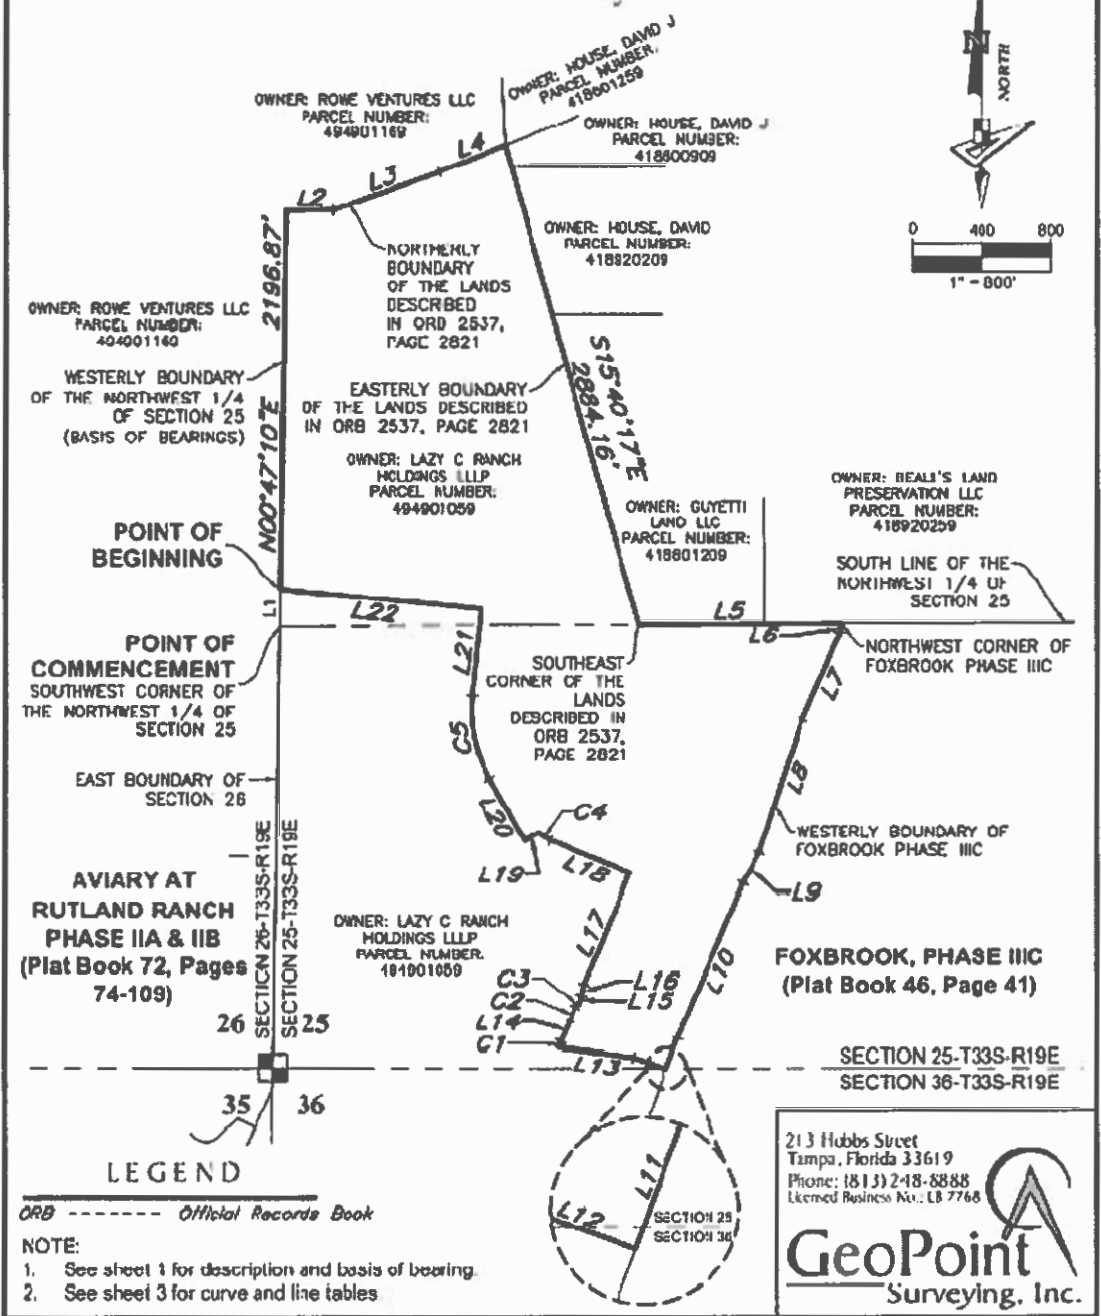 OWNER: HOUSE, DAVID J
PARCEL NUMBER:
418601259
OWNER: ROWE VENTURES LLC
PARCEL NUMBER:
494901169
OWNER: HOUSE, DAVID J
PARCEL NUMBER:
418600909
N
NORTH
L2
L3
L4
0 400 800
1" = 800'
NORTHERLY
BOUNDARY
OF THE LANDS
DESCRIBED
IN ORB 2537,
PAGE 2821
OWNER: HOUSE, DAVID
PARCEL NUMBER:
418920209
OWNER: ROWE VENTURES LLC
PARCEL NUMBER:
N00°47'10"E 2196.87'
WESTERLY BOUNDARY
OF THE NORTHWEST 1/4
OF SECTION 25
(BASIS OF BEARINGS)
EASTERLY BOUNDARY
OF THE LANDS DESCRIBED
IN ORB 2537, PAGE 2821
S15°40'17"E
2884.16'
OWNER: LAZY C RANCH
HOLDINGS LLLP
PARCEL NUMBER:
494901059
OWNER: BEALL'S LAND
PRESERVATION LLC
PARCEL NUMBER:
418920259
OWNER: GUYETTI
LAND LLC
PARCEL NUMBER:
418801209
POINT OF
BEGINNING
SOUTH LINE OF THE
NORTHWEST 1/4 OF
SECTION 25
L1
L22
L5
L6
POINT OF
COMMENCEMENT
SOUTHWEST CORNER OF
THE NORTHWEST 1/4 OF
SECTION 25
L21
SOUTHEAST
CORNER OF THE
LANDS
DESCRIBED IN
ORB 2537,
PAGE 2821
NORTHWEST CORNER OF
FOXBROOK PHASE IIIC
L7
C5
EAST BOUNDARY OF
SECTION 26
L20
L8
C4
WESTERLY BOUNDARY OF
FOXBROOK PHASE IIIC
L19
L18
L9
AVIARY AT
RUTLAND RANCH
PHASE IIA & IIB
(Plat Book 72, Pages
74-109)
SECTION 26-T33S-R19E
SECTION 25-T33S-R19E
OWNER: LAZY C RANCH
HOLDINGS LLLP
PARCEL NUMBER:
L17
L10
FOXBROOK, PHASE IIIC
(Plat Book 46, Page 41)
C3
L16
C2
L15
L14
C1
L13
26
25
SECTION 25-T33S-R19E
SECTION 36-T33S-R19E
35
36
L11
L12
SECTION 25
SECTION 36
LEGEND
ORB -------- Official Records Book
NOTE:
1. See sheet 1 for description and basis of bearing.
2. See sheet 3 for curve and line tables
213 Hobbs Street
Tampa, Florida 33619
Phone: (813) 248-8888
Licensed Business No.: LB 7768
GeoPoint
Surveying, Inc.